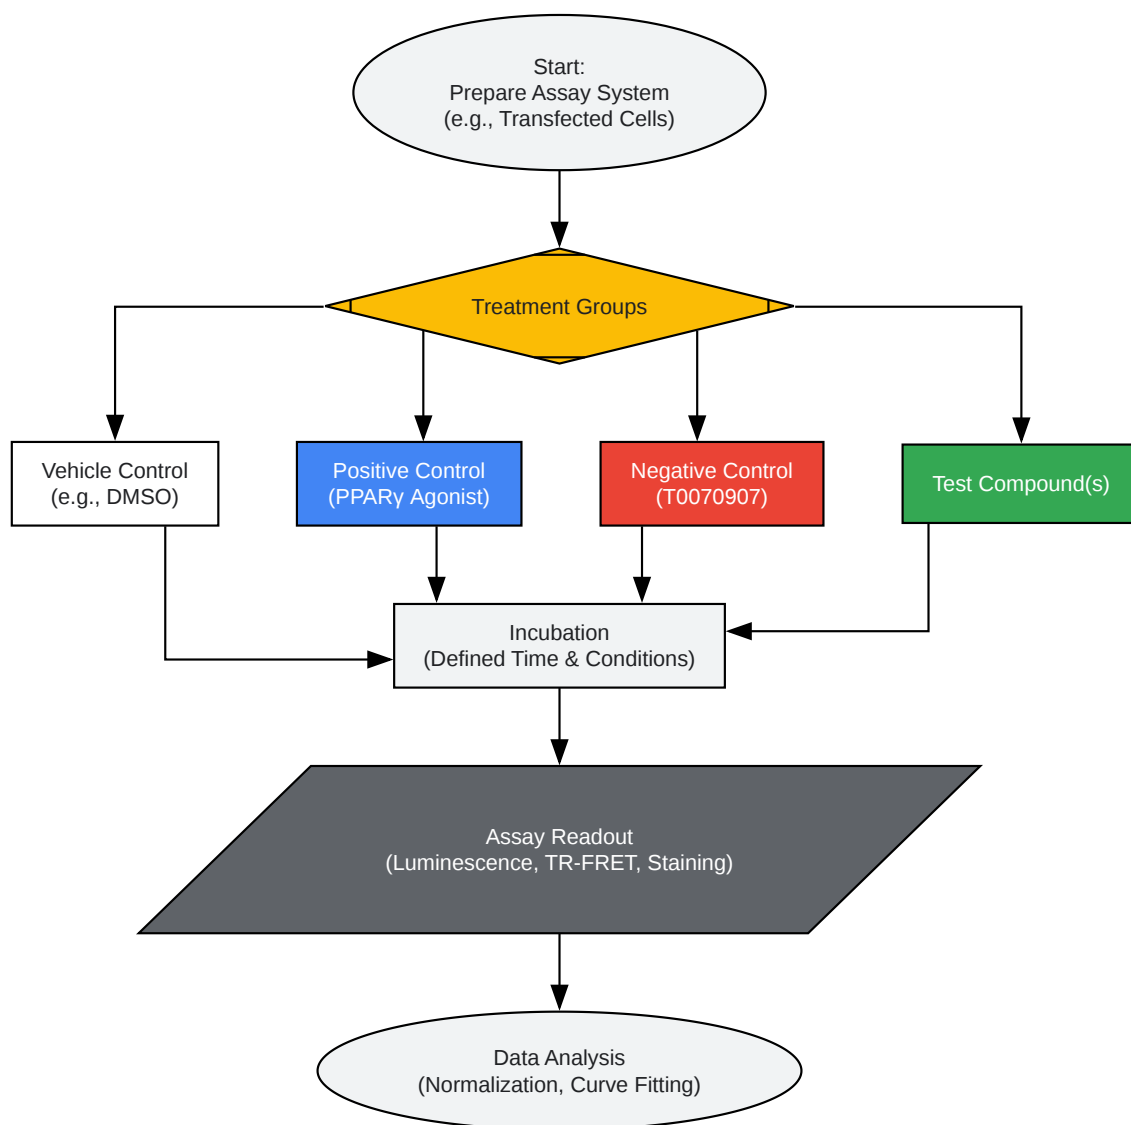 Start:
Prepare Assay System
(e.g., Transfected Cells)
Treatment Groups
Vehicle Control
(e.g., DMSO)
Positive Control
(PPARγ Agonist)
Negative Control
(T0070907)
Test Compound(s)
Incubation
(Defined Time & Conditions)
Assay Readout
(Luminescence, TR-FRET, Staining)
Data Analysis
(Normalization, Curve Fitting)